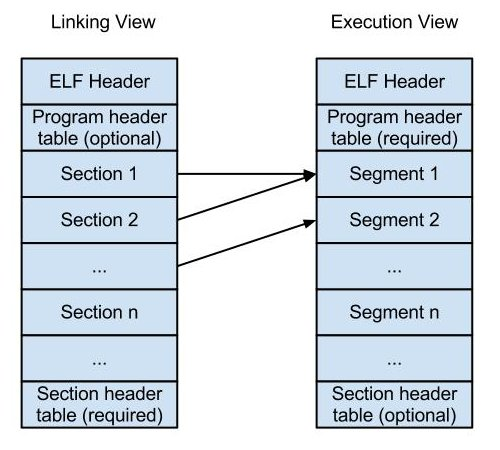 Linking View
ELF Header
Program header
table (optional)
Section 1
Section 2
...
Section n
...
Section header
table (required)
Execution View
ELF Header
Program header
table (required)
Segment 1
Segment 2
...
Segment n
...
Section header
table (optional)